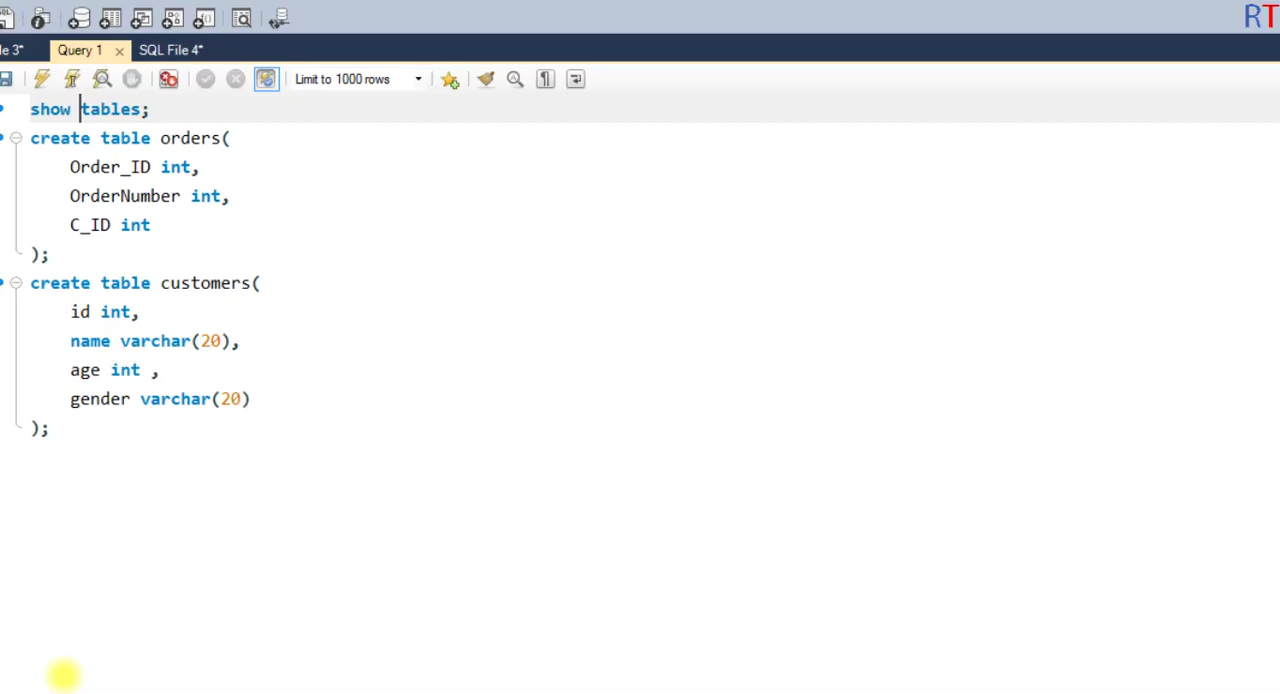 RT
le 3*
Query 1 x SQL File 4*
Limit to 1000 rows
show tables;
create table orders(
Order_ID int,
OrderNumber int,
C_ID int
);
create table customers(
id int,
name varchar(20),
age int ,
gender varchar(20)
);